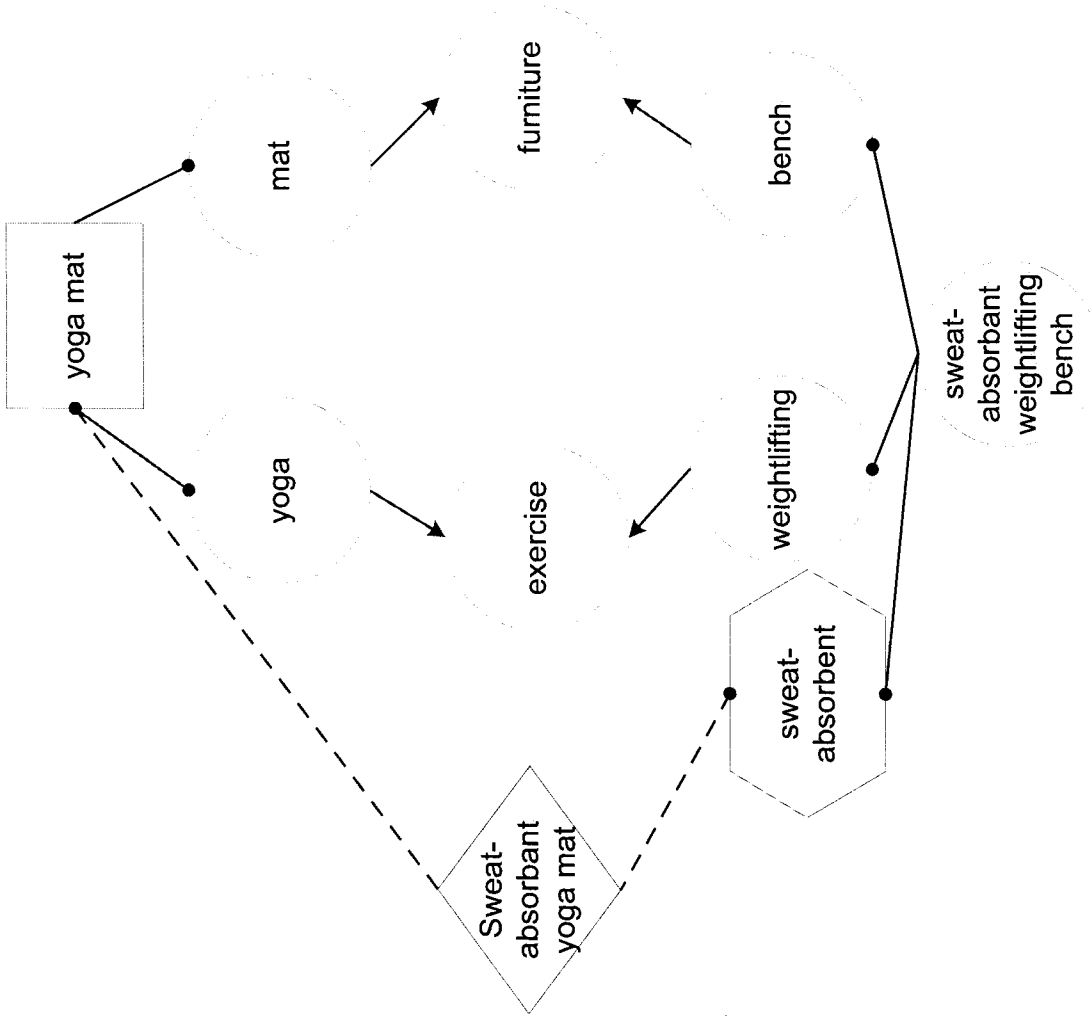 furniture
mat
bench
yoga mat
sweat-
absorbant
weightlifting
bench
yoga
exercise
weightlifting
sweat-
absorbent
Sweat-
absorbant
yoga mat